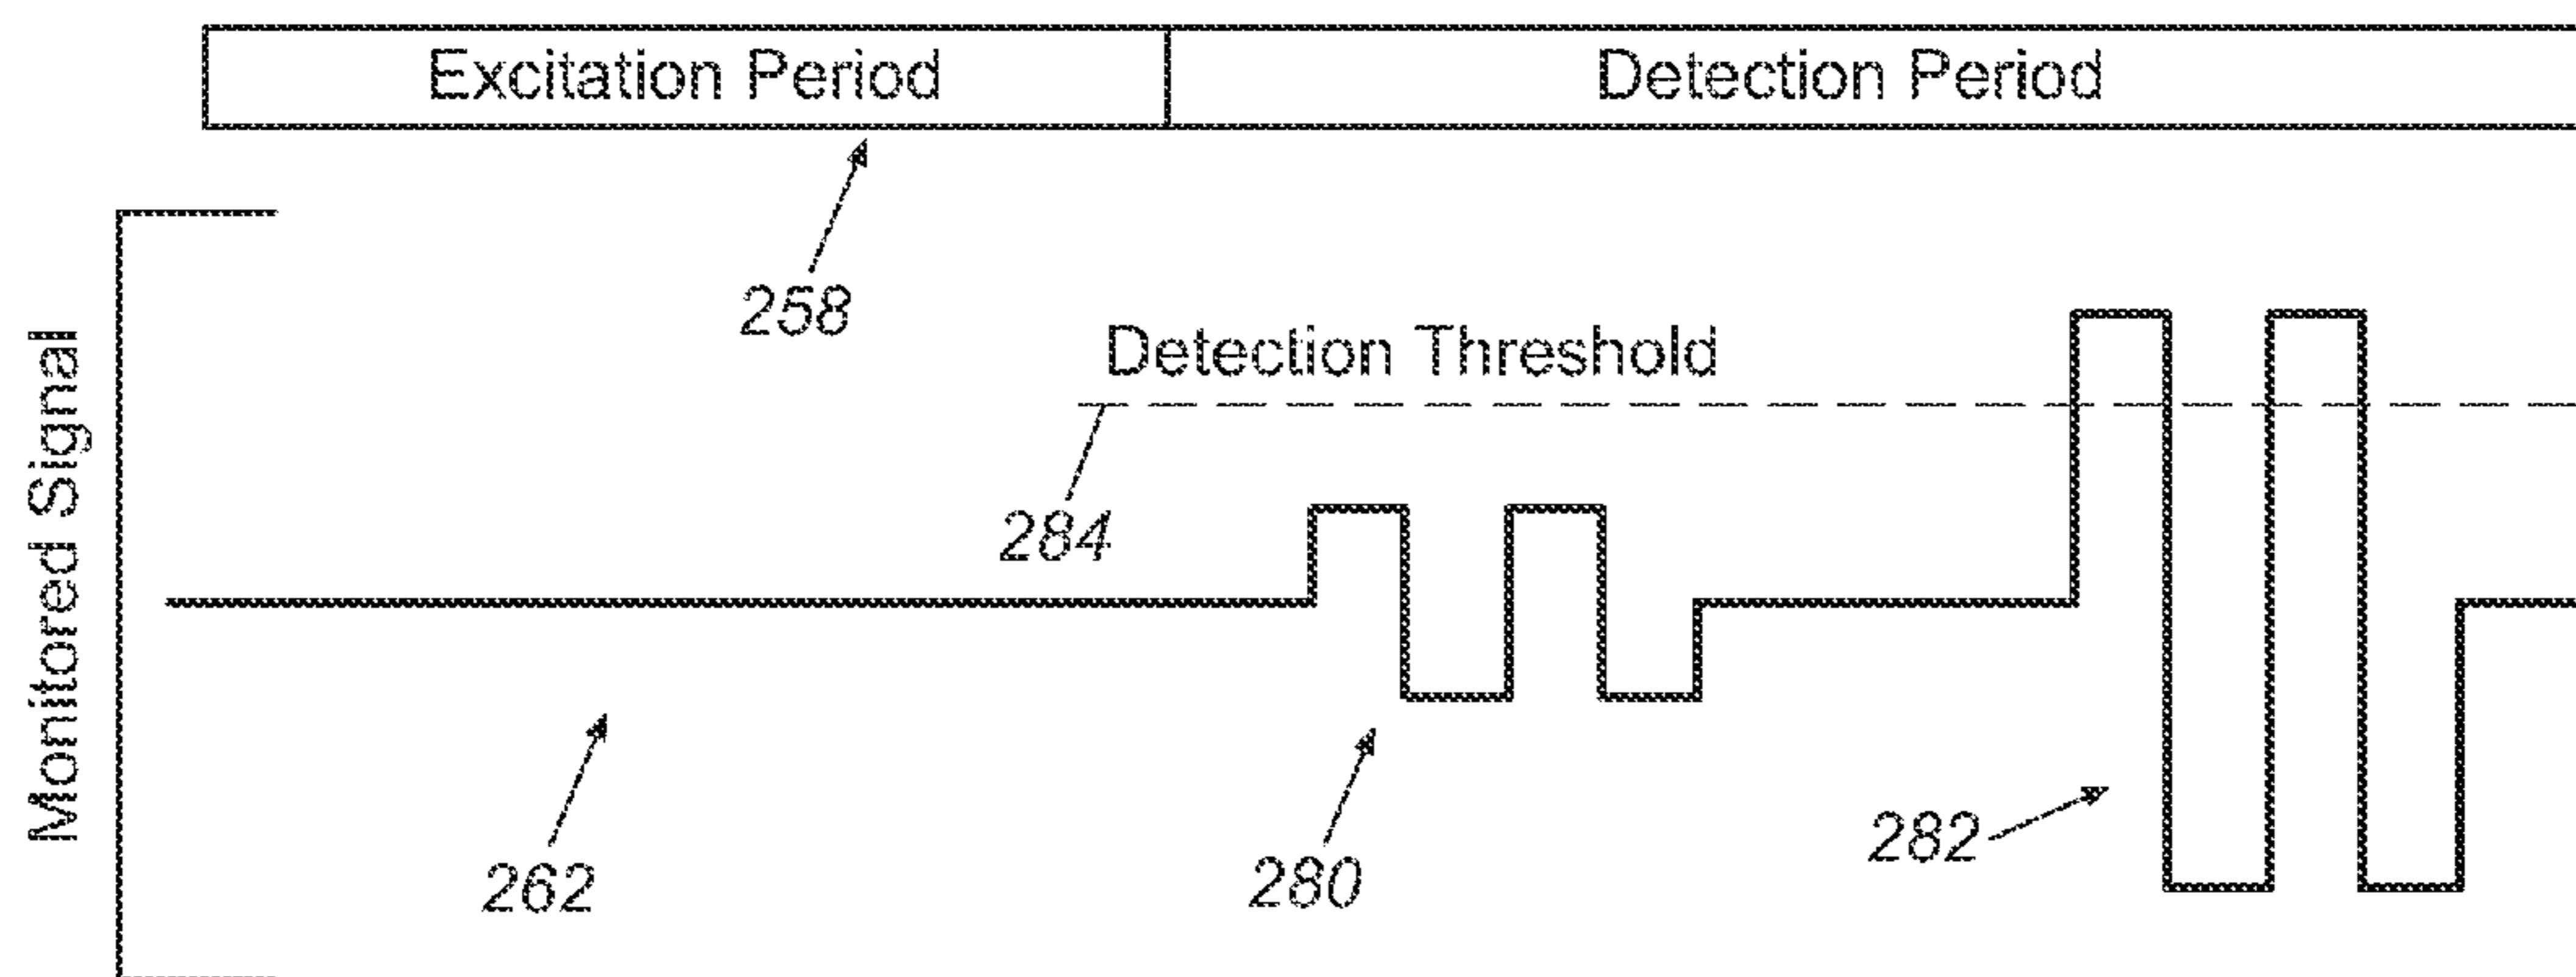 Excitation Period
Detection Period
258
Detection Threshold
Monitored Signal
284
262
280
282